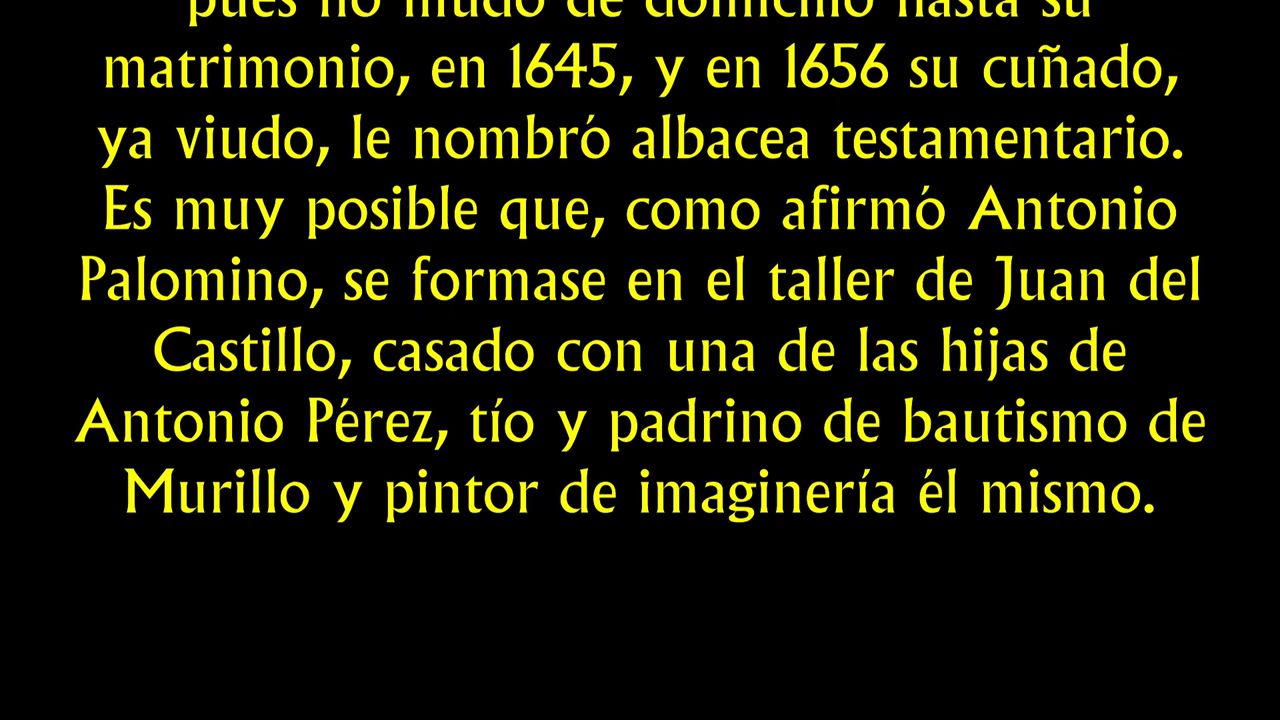 pues no mudó de domicilio hasta su
matrimonio, en 1645, y en 1656 su cuñado,
ya viudo, le nombró albacea testamentario.
Es muy posible que, como afirmó Antonio
Palomino, se formase en el taller de Juan del
Castillo, casado con una de las hijas de
Antonio Pérez, tío y padrino de bautismo de
Murillo y pintor de imaginería él mismo.